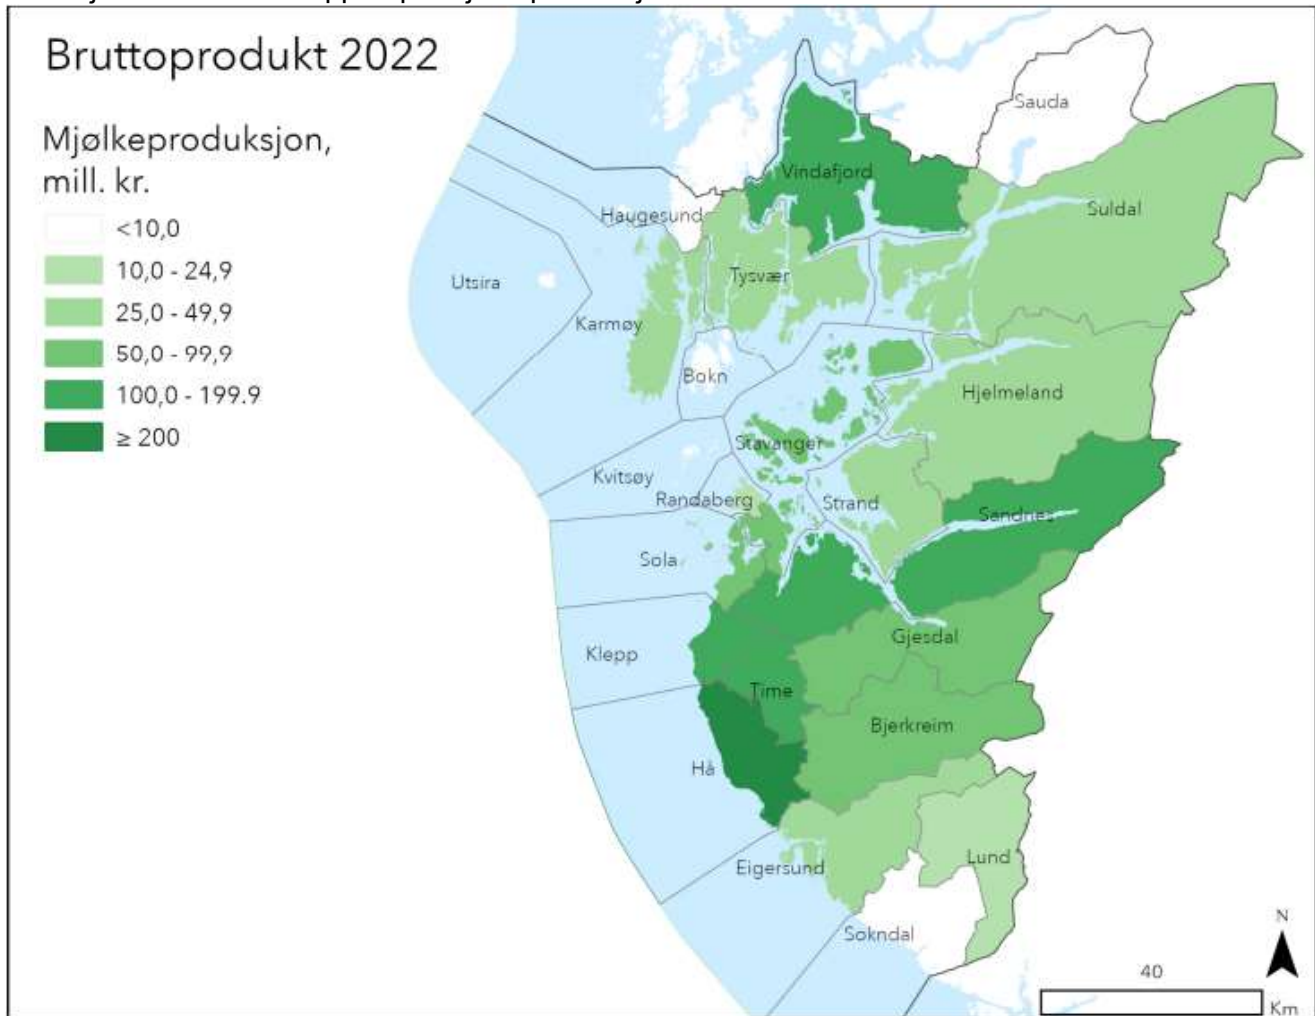 Bruttoprodukt 2022
Mjølkeproduksjon,
mill. kr.
<10,0
10,0 - 24,9
25,0 - 49,9
50,0 - 99,9
100,0 - 199.9
≥ 200
Sauda
Vindafjord
Suldal
Haugesund
Tysvær
Utsira
Karmøy
Bokn
Hjelmeland
Stavanger
Kvitsøy
Randaberg
Strand
Sandnes
Sola
Gjesdal
Klepp
Time
Bjerkreim
Hå
Eigersund
Lund
Sokndal
N
40
Km